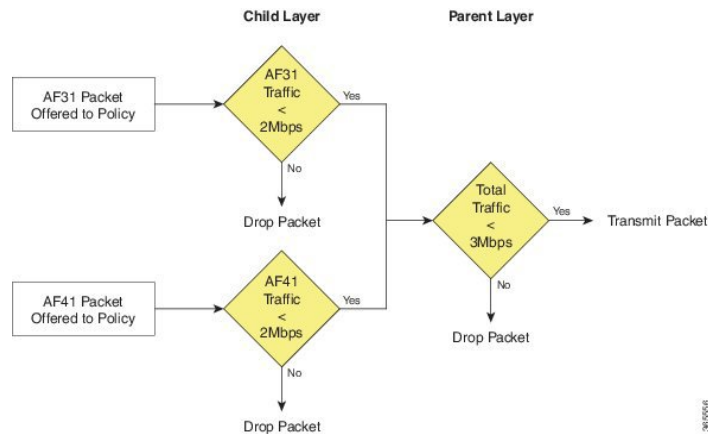 Child Layer
Parent Layer
AF31 Packet
Offered to Policy
AF31
Traffic
<
2Mbps
Yes
No
Drop Packet
AF41 Packet
Offered to Policy
AF41
Traffic
<
2Mbps
Yes
No
Drop Packet
Total
Traffic
<
3Mbps
Yes
Transmit Packet
No
Drop Packet
365556